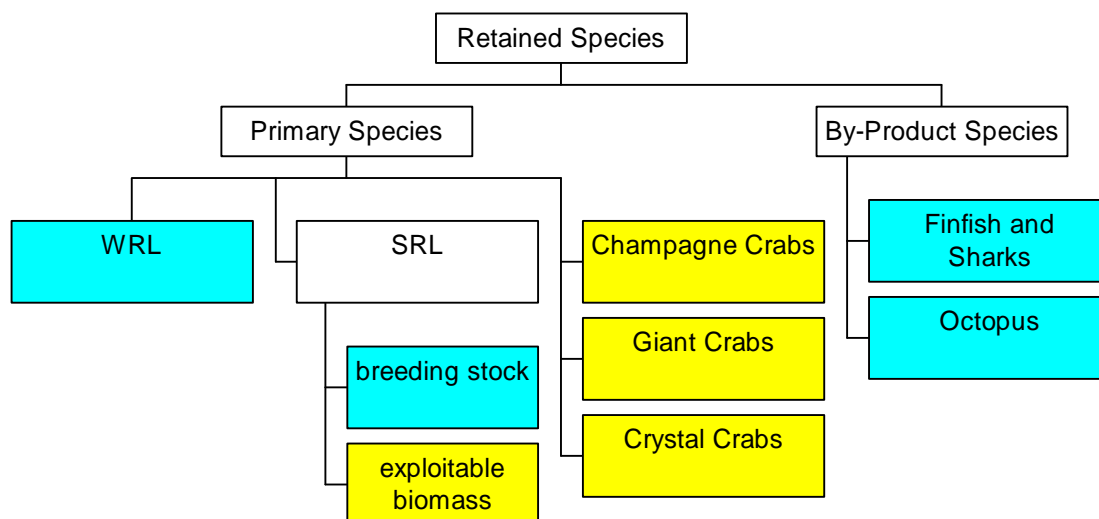 Retained Species
Primary Species
By-Product Species
WRL
SRL
Champagne Crabs
Finfish and
Sharks
Octopus
Giant Crabs
breeding stock
Crystal Crabs
exploitable
biomass